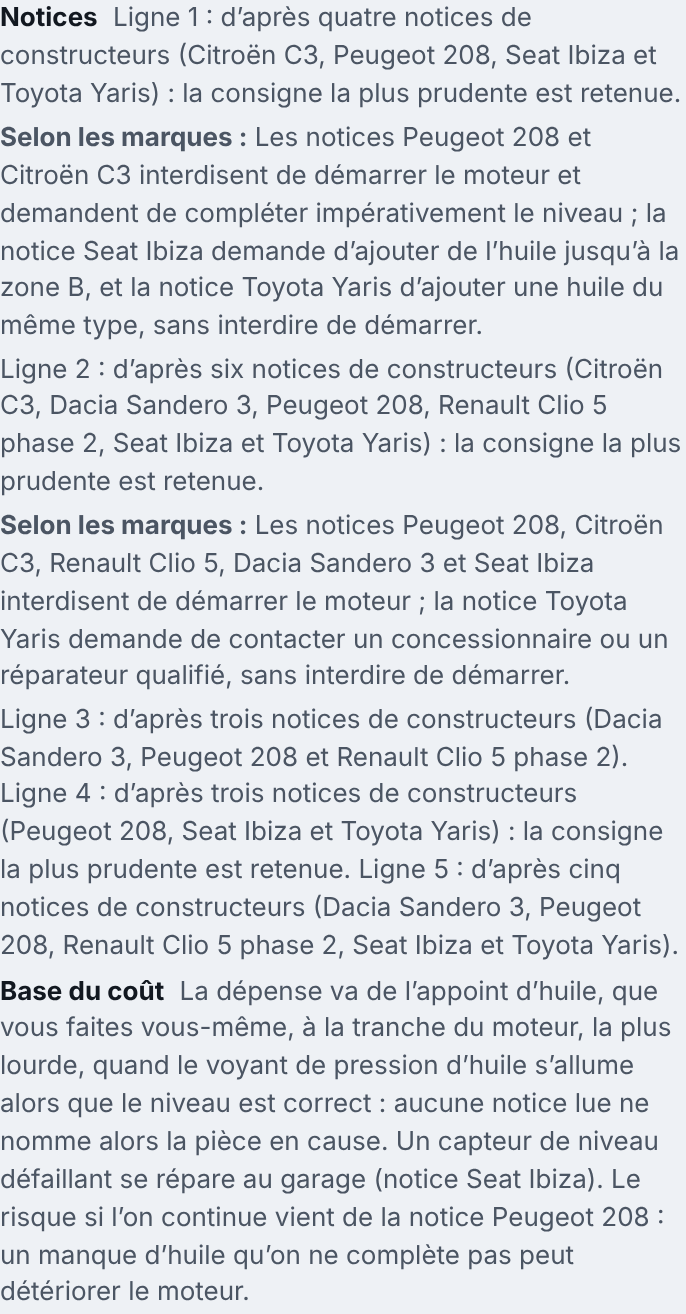 Notices Ligne 1 : d’après quatre notices de
constructeurs (Citroën C3, Peugeot 208, Seat Ibiza et
Toyota Yaris) : la consigne la plus prudente est retenue.
Selon les marques : Les notices Peugeot 208 et
Citroën C3 interdisent de démarrer le moteur et
demandent de compléter impérativement le niveau ; la
notice Seat Ibiza demande d’ajouter de l’huile jusqu’à la
zone B, et la notice Toyota Yaris d’ajouter une huile du
même type, sans interdire de démarrer.
Ligne 2 : d’après six notices de constructeurs (Citroën
C3, Dacia Sandero 3, Peugeot 208, Renault Clio 5
phase 2, Seat Ibiza et Toyota Yaris) : la consigne la plus
prudente est retenue.
Selon les marques : Les notices Peugeot 208, Citroën
C3, Renault Clio 5, Dacia Sandero 3 et Seat Ibiza
interdisent de démarrer le moteur ; la notice Toyota
Yaris demande de contacter un concessionnaire ou un
réparateur qualifié, sans interdire de démarrer.
Ligne 3 : d’après trois notices de constructeurs (Dacia
Sandero 3, Peugeot 208 et Renault Clio 5 phase 2).
Ligne 4 : d’après trois notices de constructeurs
(Peugeot 208, Seat Ibiza et Toyota Yaris) : la consigne
la plus prudente est retenue. Ligne 5 : d’après cinq
notices de constructeurs (Dacia Sandero 3, Peugeot
208, Renault Clio 5 phase 2, Seat Ibiza et Toyota Yaris).
Base du coût La dépense va de l’appoint d’huile, que
vous faites vous-même, à la tranche du moteur, la plus
lourde, quand le voyant de pression d’huile s’allume
alors que le niveau est correct : aucune notice lue ne
nomme alors la pièce en cause. Un capteur de niveau
défaillant se répare au garage (notice Seat Ibiza). Le
risque si l’on continue vient de la notice Peugeot 208 :
un manque d’huile qu’on ne complète pas peut
détériorer le moteur.